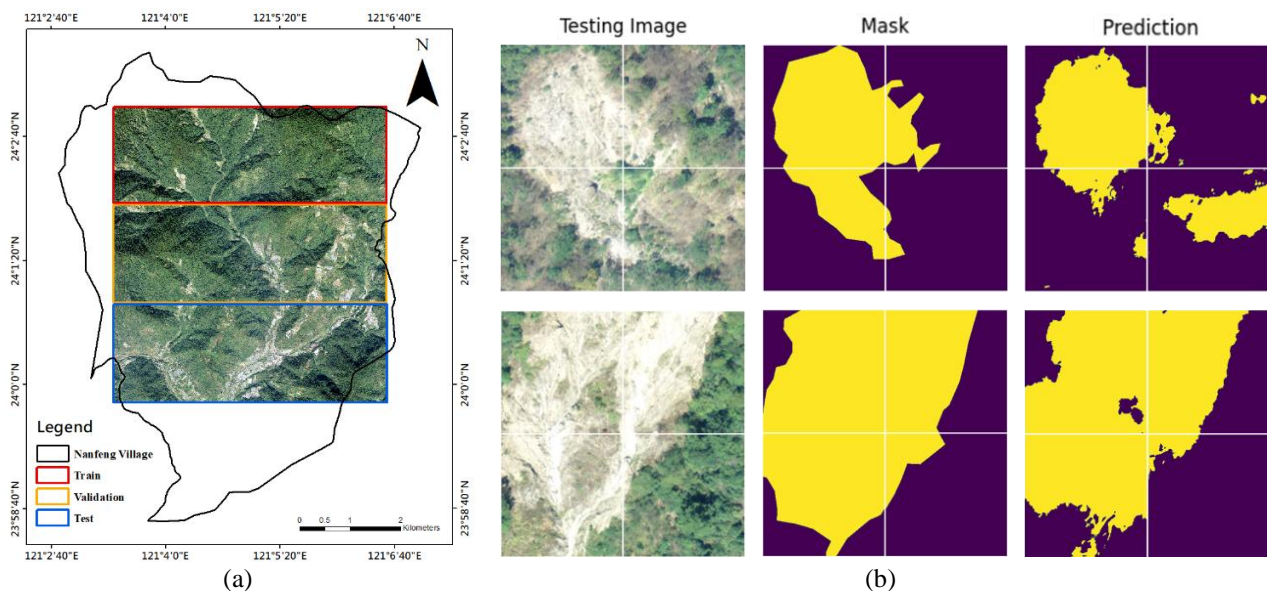 121°2'40"E 121°4'0"E 121°5'20"E 121°6'40"E
N
24°2'40"N
24°2'40"N
24°1'20"N
24°1'20"N
24°0'0"N
24°0'0"N
23°58'40"N
23°58'40"N
Legend
Nanfeng Village
Train
Validation
Test
0 0.5 1 2
Kilometers
121°2'40"E 121°4'0"E 121°5'20"E 121°6'40"E
(a)
Testing Image Mask Prediction
(b)